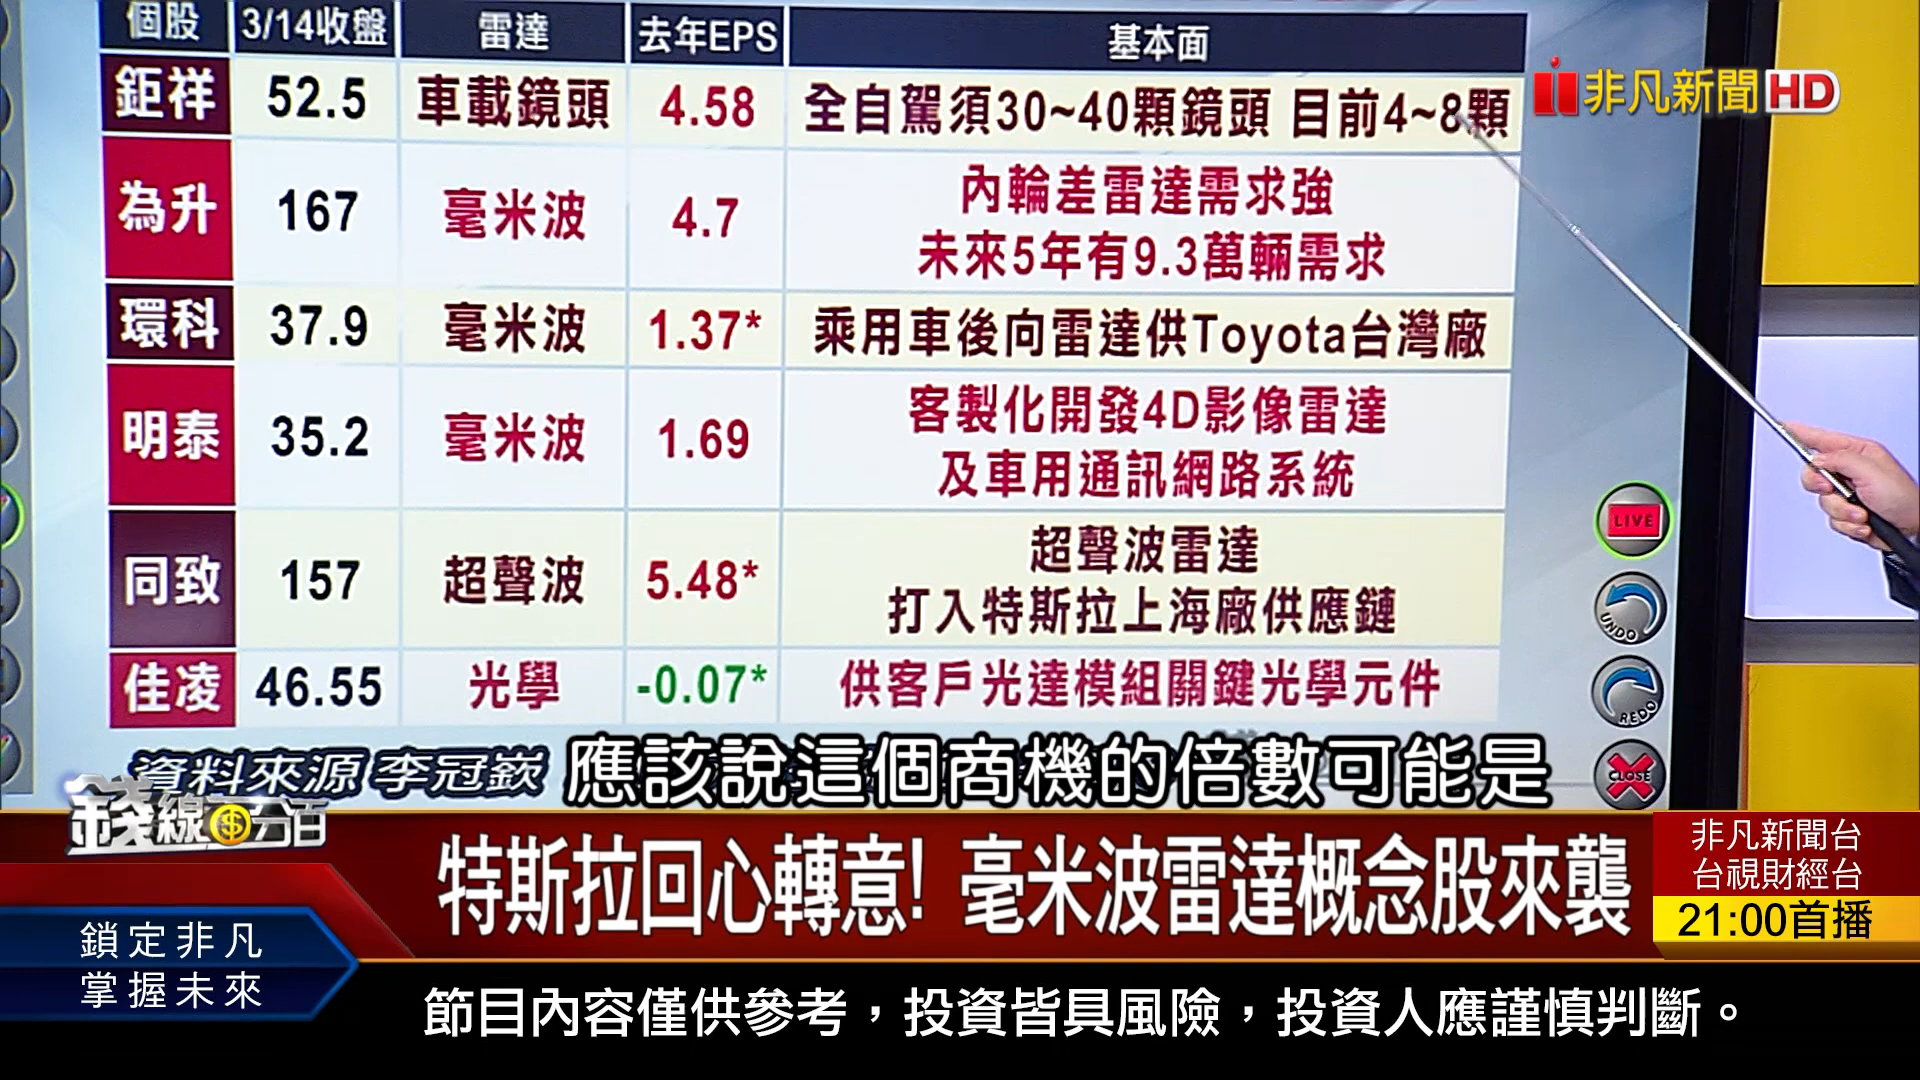 個股 3/14收盤 雷達 去年EPS 基本面
鉅祥 52.5 車載鏡頭 4.58 全自駕須30~40顆鏡頭 目前4~8顆
為升 167 毫米波 4.7 內輪差雷達需求強
未來5年有9.3萬輛需求
環科 37.9 毫米波 1.37* 乘用車後向雷達供Toyota台灣廠
明泰 35.2 毫米波 1.69 客製化開發4D影像雷達
及車用通訊網路系統
同致 157 超聲波 5.48* 超聲波雷達
打入特斯拉上海廠供應鏈
佳凌 46.55 光學 -0.07* 供客戶光達模組關鍵光學元件
非凡新聞HD
LIVE
UNDO
REDO
CLOSE
資料來源 李冠嶔
應該說這個商機的倍數可能是
錢線百分百
特斯拉回心轉意! 毫米波雷達概念股來襲
非凡新聞台
台視財經台
21:00首播
鎖定非凡
掌握未來
節目內容僅供參考，投資皆具風險，投資人應謹慎判斷。